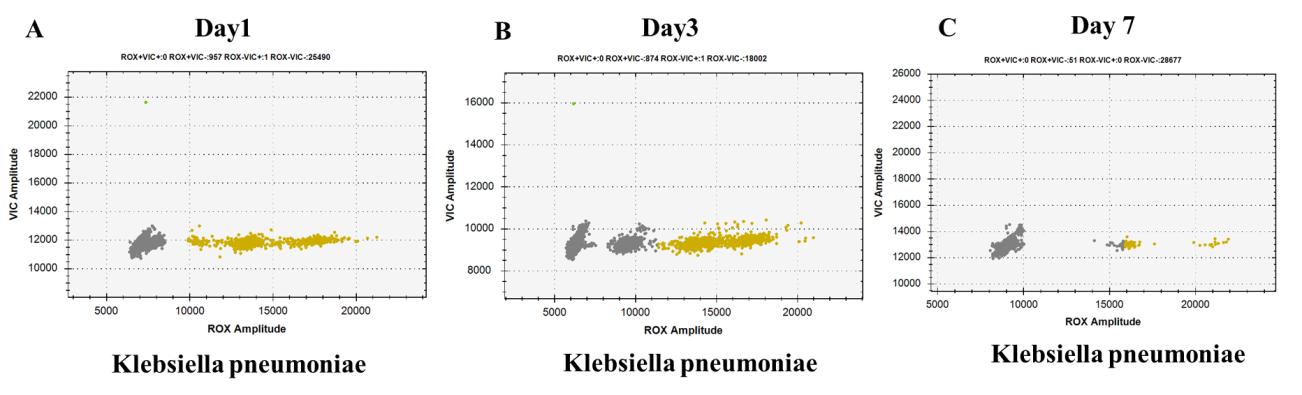 A
Day1
ROX+VIC+:0 ROX+VIC-:957 ROX-VIC+:1 ROX-VIC-:25490
22000
20000
18000
16000
14000
12000
10000
VIC Amplitude
5000 10000 15000 20000
ROX Amplitude
Klebsiella pneumoniae
B
Day3
ROX+VIC+:0 ROX+VIC-:874 ROX-VIC+:1 ROX-VIC-:18002
16000
14000
12000
10000
8000
VIC Amplitude
5000 10000 15000 20000
ROX Amplitude
Klebsiella pneumoniae
C
Day 7
ROX+VIC+:0 ROX+VIC-:51 ROX-VIC+:0 ROX-VIC-:28677
26000
24000
22000
20000
18000
16000
14000
12000
10000
VIC Amplitude
5000 10000 15000 20000
ROX Amplitude
Klebsiella pneumoniae